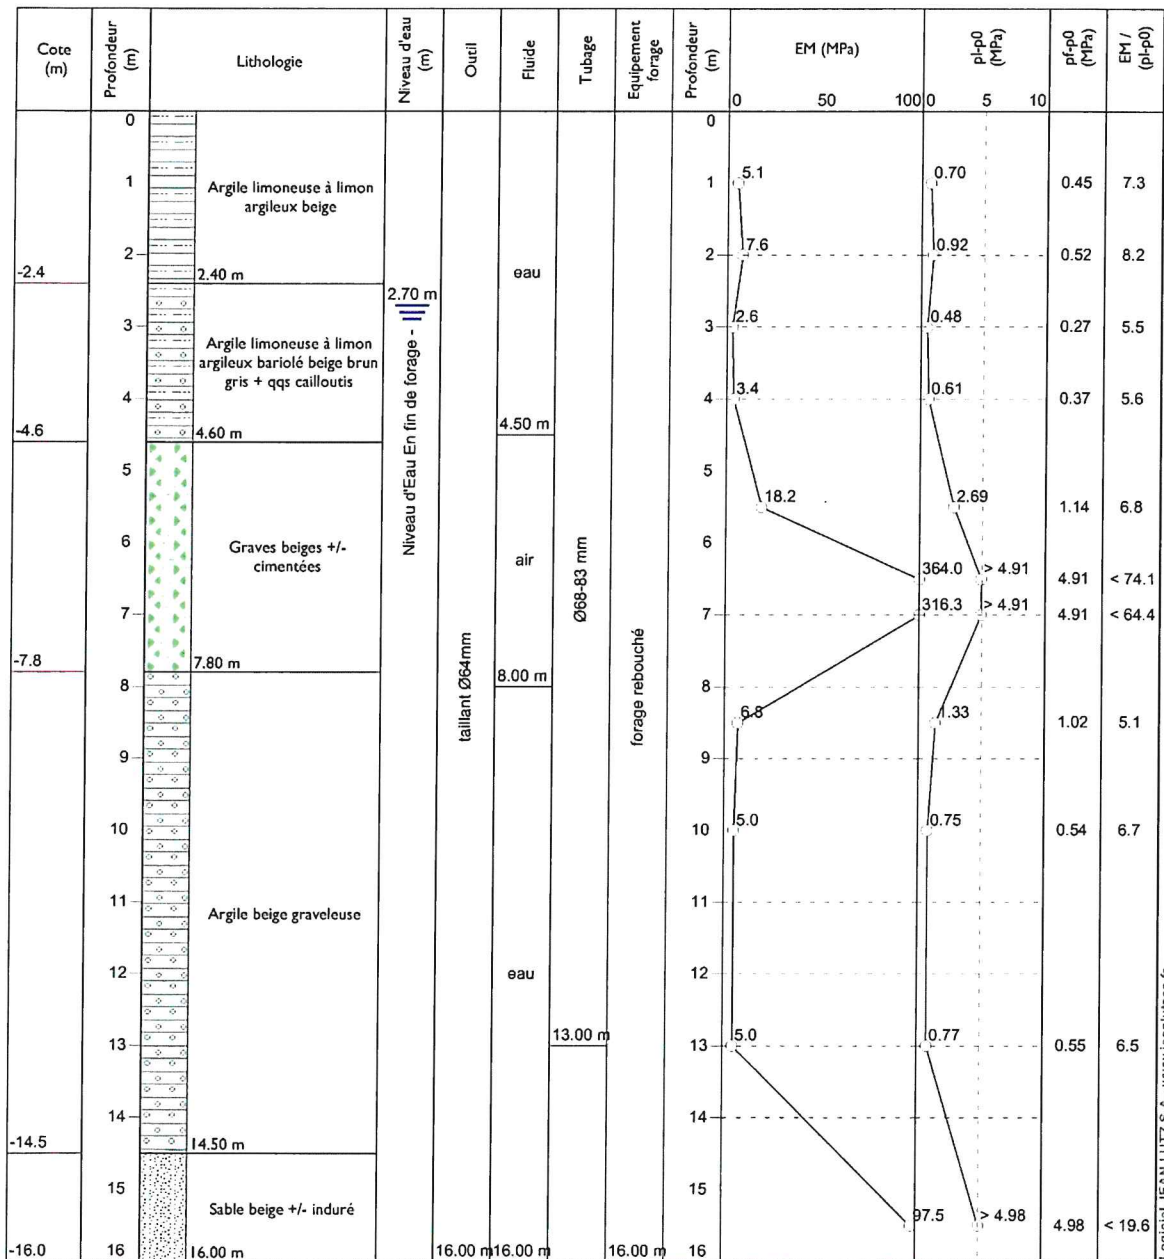 Cote (m)
Profondeur (m)
Lithologie
Niveau d'eau (m)
Outil
Fluide
Tubage
Equipement forage
Profondeur (m)
EM (MPa)
0 50 100
pl-p0 (MPa)
0 5 10
pf-p0 (MPa)
EM / (pl-p0)
-2.4
-4.6
-7.8
-14.5
-16.0
0
1
2
3
4
5
6
7
8
9
10
11
12
13
14
15
16
Argile limoneuse à limon
argileux beige
2.40 m
Argile limoneuse à limon
argileux bariolé beige brun
gris + qqs cailloutis
4.60 m
Graves beiges +/-
cimentées
7.80 m
Argile beige graveleuse
14.50 m
Sable beige +/- induré
16.00 m
2.70 m
Niveau d'Eau En fin de forage -
taillant Ø64mm
16.00 m
eau
4.50 m
air
8.00 m
eau
16.00 m
Ø68-83 mm
13.00 m
forage rebouché
16.00 m
0
1
2
3
4
5
6
7
8
9
10
11
12
13
14
15
16
5.1 0.70 0.45 7.3
7.6 0.92 0.52 8.2
2.6 0.48 0.27 5.5
3.4 0.61 0.37 5.6
18.2 2.69 1.14 6.8
364.0 > 4.91 4.91 < 74.1
316.3 > 4.91 4.91 < 64.4
6.8 1.33 1.02 5.1
5.0 0.75 0.54 6.7
5.0 0.77 0.55 6.5
97.5 > 4.98 4.98 < 19.6
Logiciel JEAN LUTZ S.A.